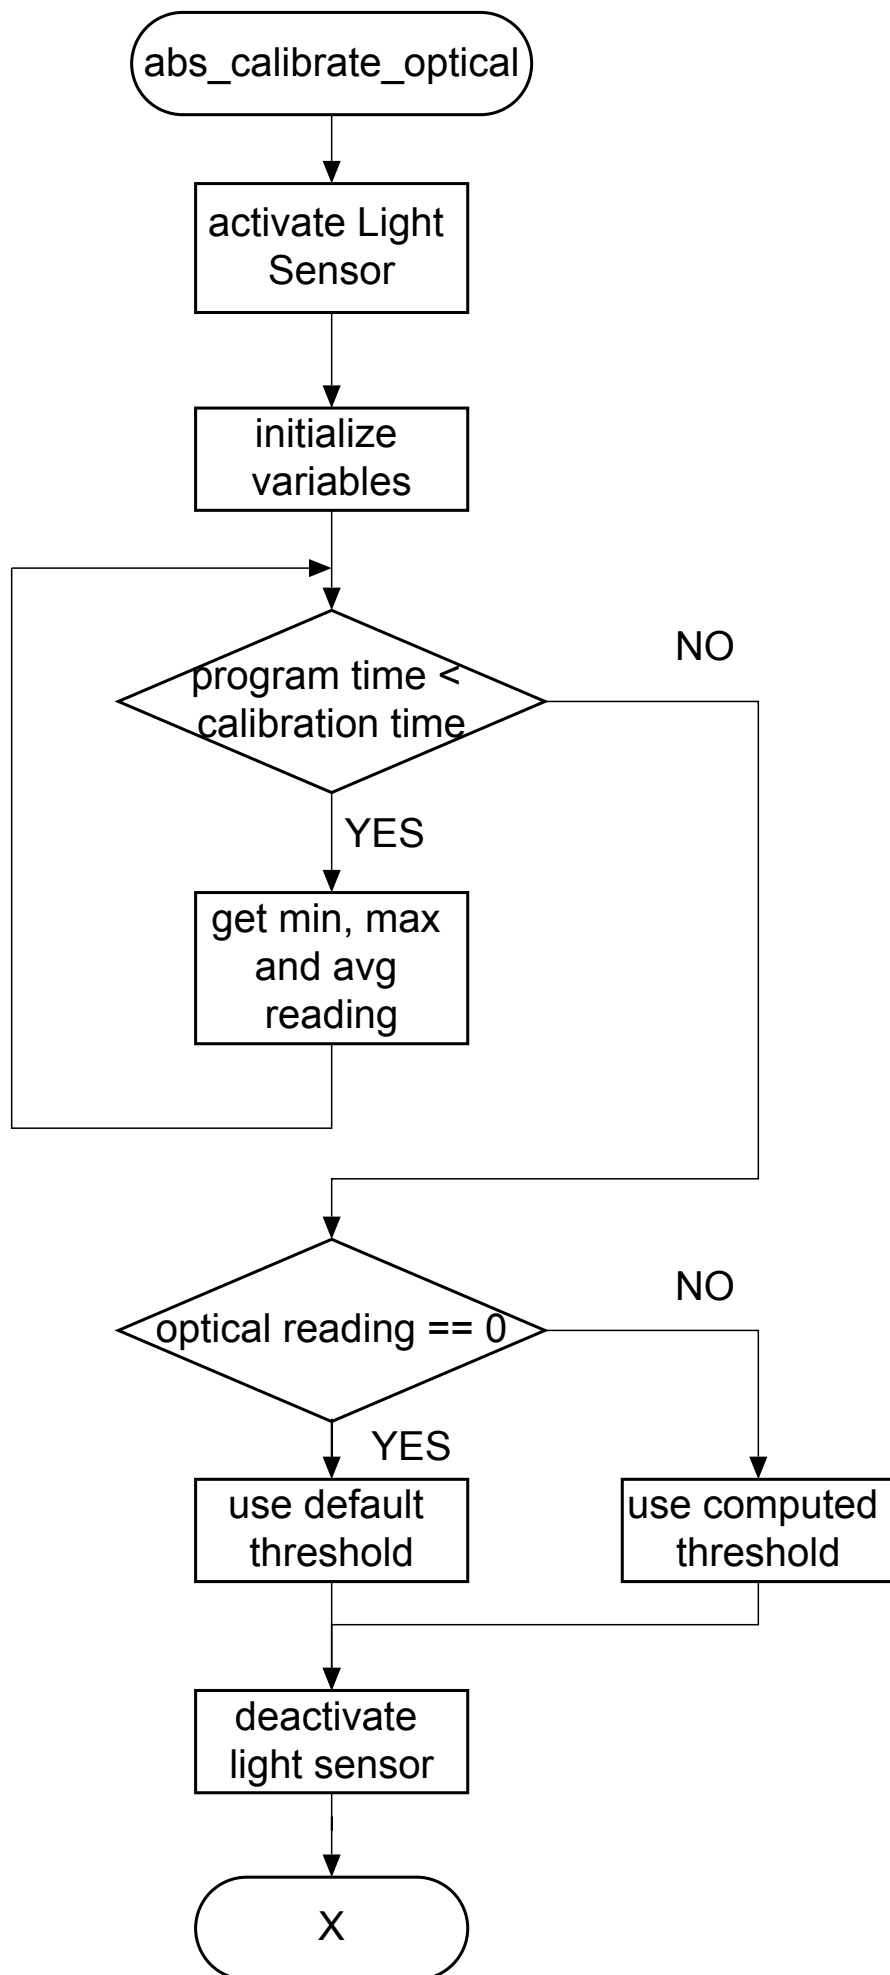 abs_calibrate_optical
activate Light
Sensor
initialize
variables
program time <
calibration time
NO
YES
get min, max
and avg
reading
optical reading == 0
NO
YES
use default
threshold
use computed
threshold
deactivate
light sensor
X